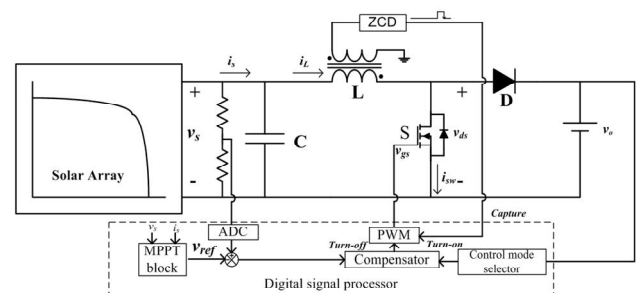 ZCD
i_s
i_L
L
D
+
+
v_s
C
S
v_ds
v_gs
v_o
Solar Array
-
i_sw
-
Capture
v_s
i_s
ADC
PWM
MPPT
block
v_ref
Turn-off
Turn-on
Compensator
Control mode
selector
Digital signal processor